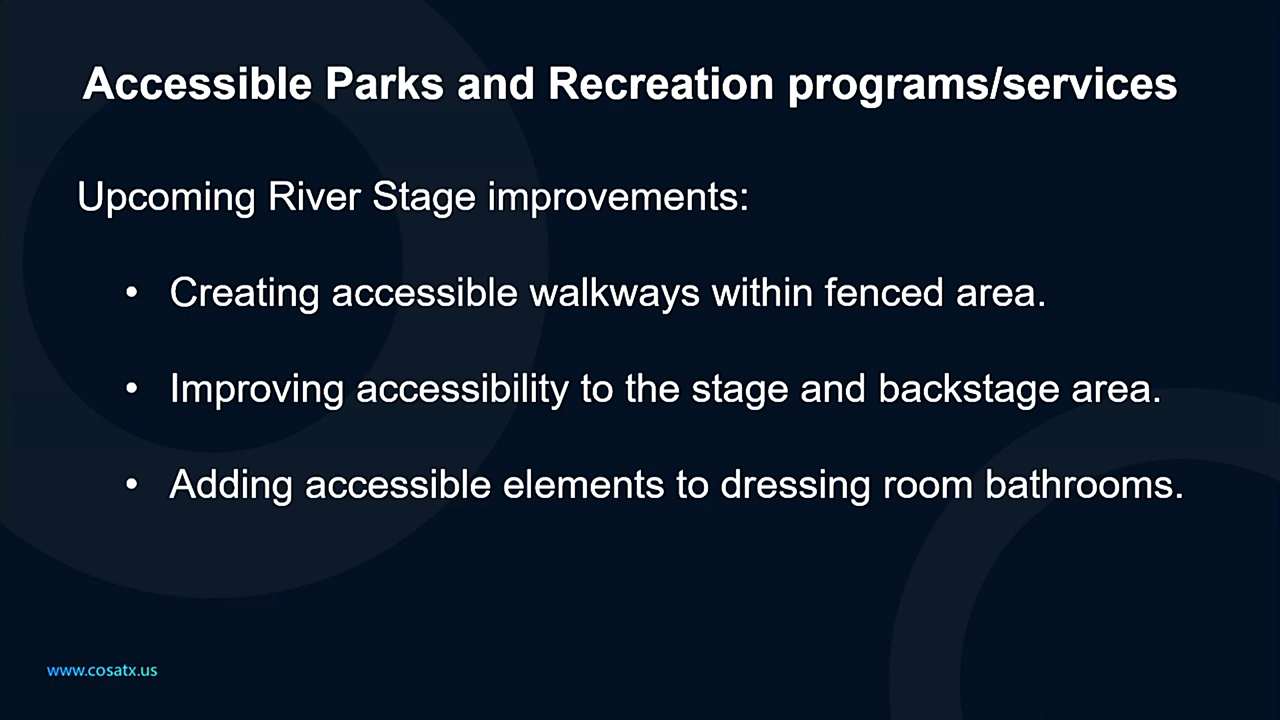 Accessible Parks and Recreation programs/services
Upcoming River Stage improvements:
• Creating accessible walkways within fenced area.
• Improving accessibility to the stage and backstage area.
• Adding accessible elements to dressing room bathrooms.
www.cosatx.us